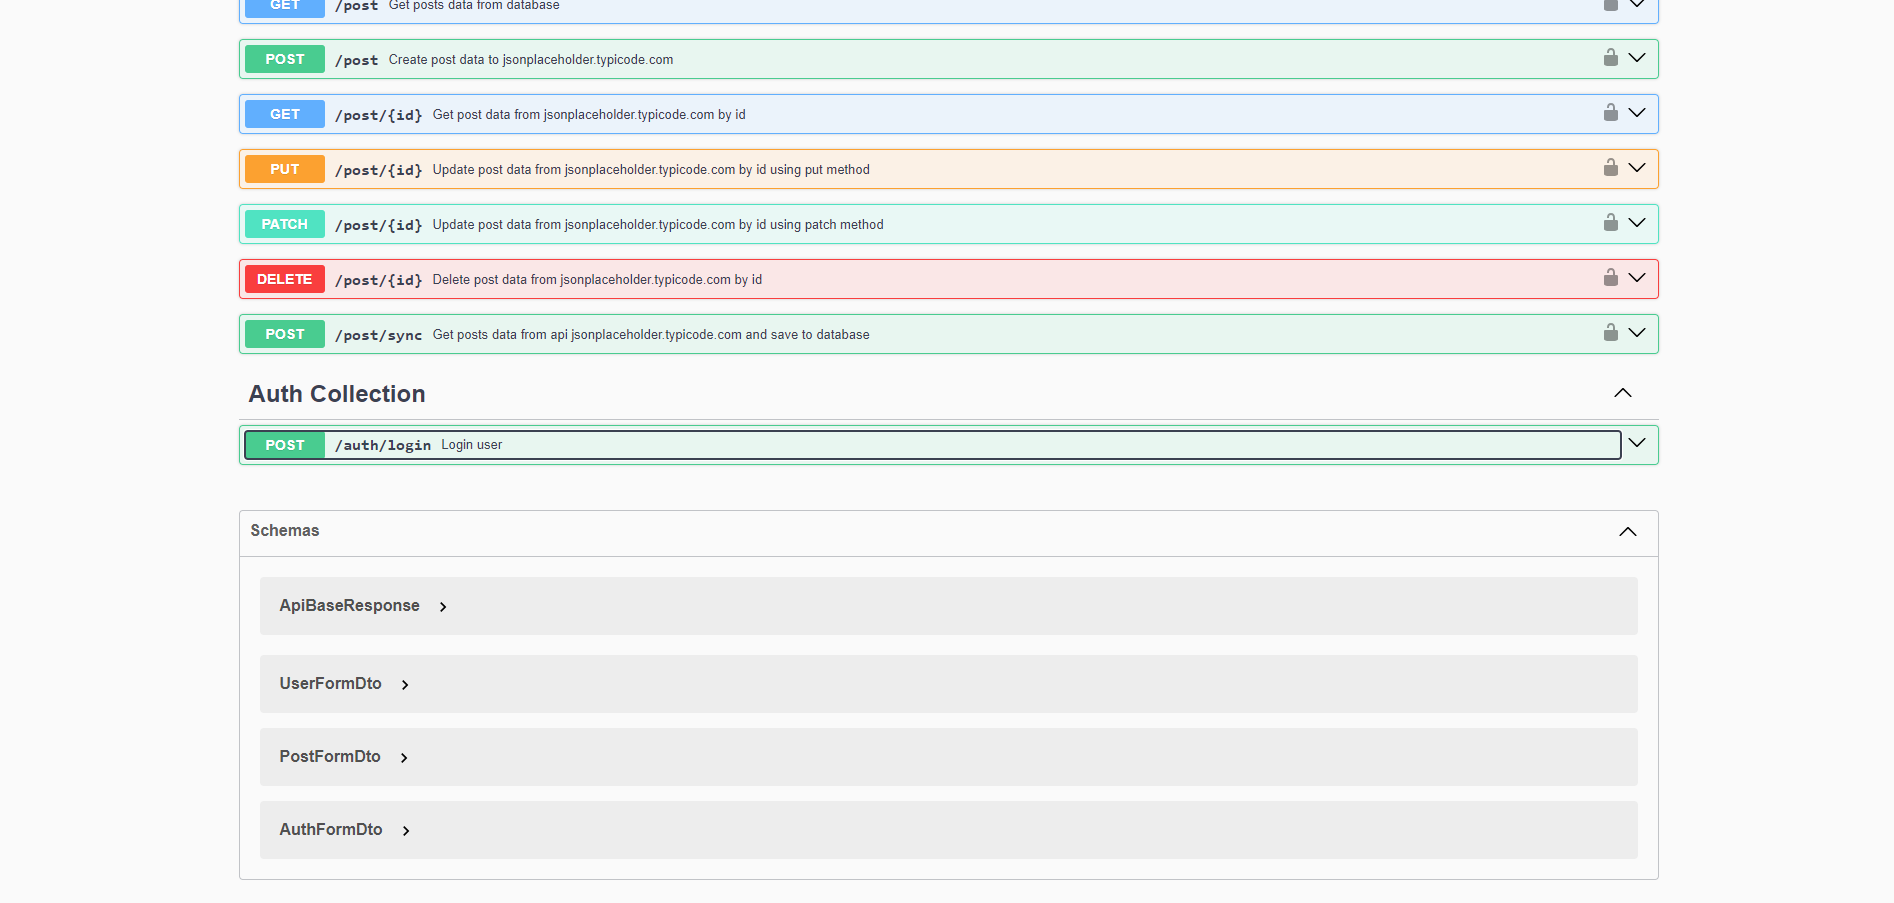 GET /post Get posts data from database
POST /post Create post data to jsonplaceholder.typicode.com
GET /post/{id} Get post data from jsonplaceholder.typicode.com by id
PUT /post/{id} Update post data from jsonplaceholder.typicode.com by id using put method
PATCH /post/{id} Update post data from jsonplaceholder.typicode.com by id using patch method
DELETE /post/{id} Delete post data from jsonplaceholder.typicode.com by id
POST /post/sync Get posts data from api jsonplaceholder.typicode.com and save to database
Auth Collection
POST /auth/login Login user
Schemas
ApiBaseResponse
UserFormDto
PostFormDto
AuthFormDto